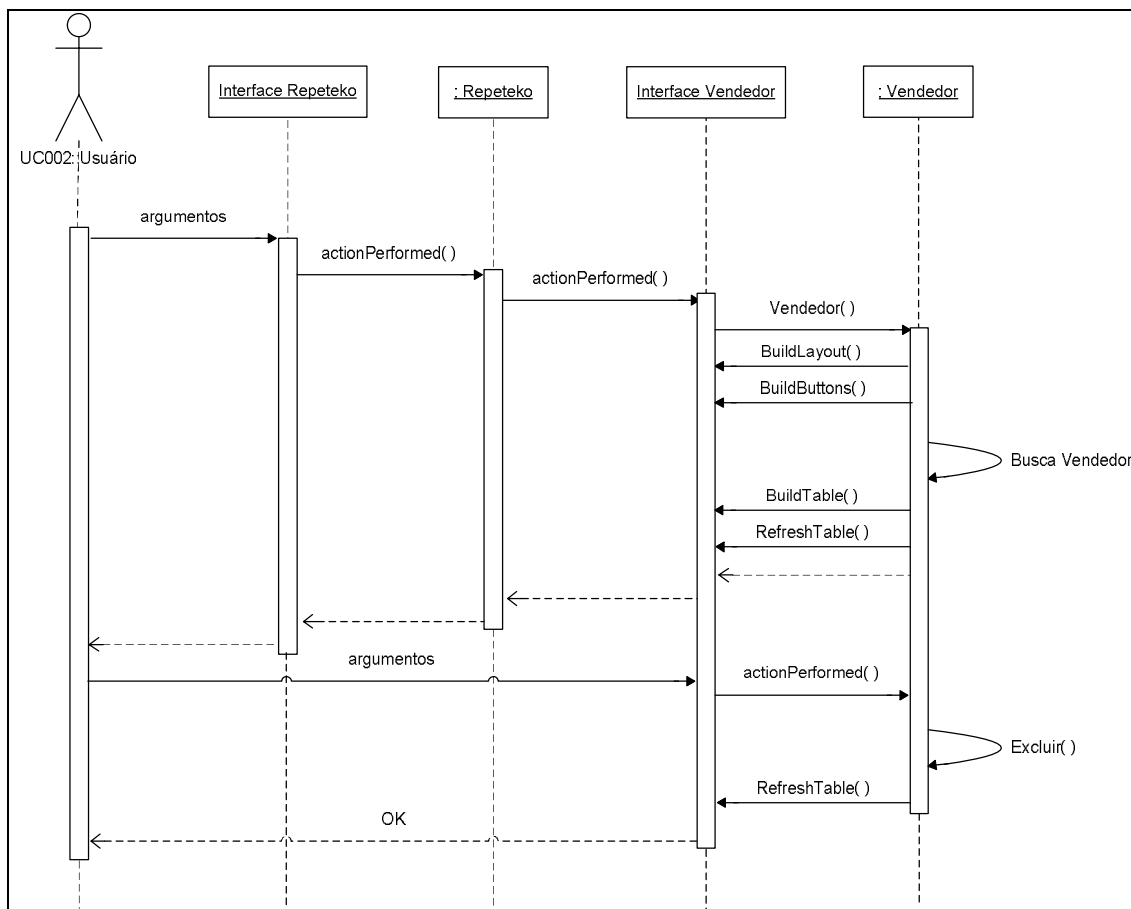 Interface Repeteko
: Repeteko
Interface Vendedor
: Vendedor
UC002: Usuário
argumentos
actionPerformed( )
actionPerformed( )
Vendedor( )
BuildLayout( )
BuildButtons( )
Busca Vendedor
BuildTable( )
RefreshTable( )
argumentos
actionPerformed( )
Excluir( )
RefreshTable( )
OK